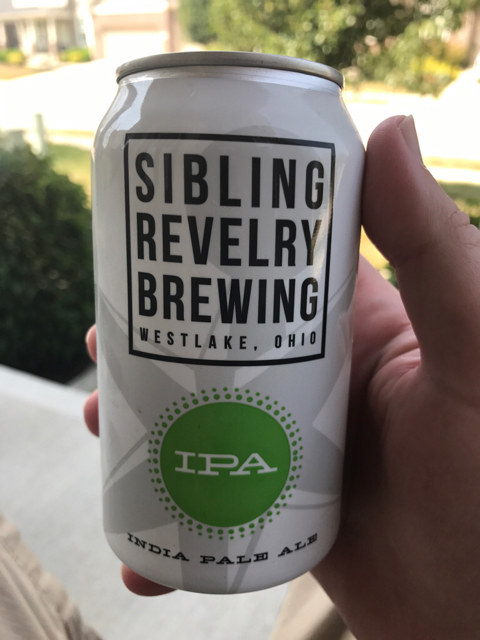 SIBLING
REVELRY
BREWING
WESTLAKE, OHIO
IPA
INDIA PALE ALE